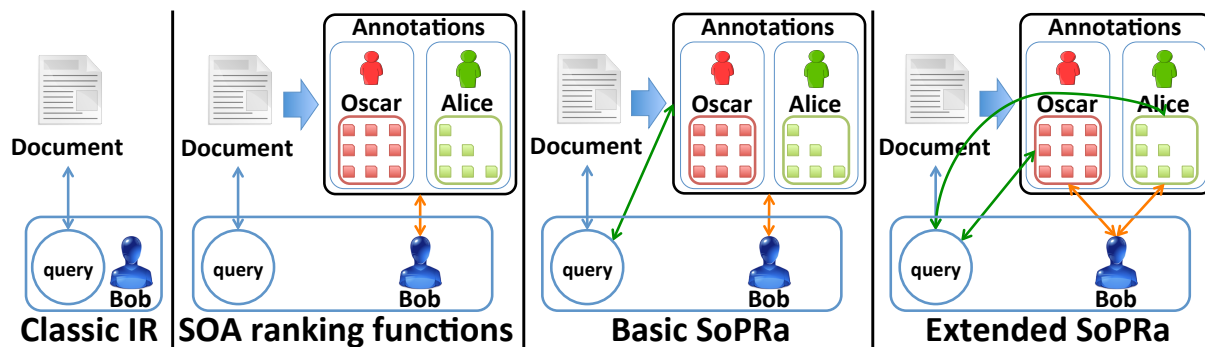 Document
query
Bob
Classic IR
Annotations
Oscar
Alice
Document
query
Bob
SOA ranking functions
Annotations
Oscar
Alice
Document
query
Bob
Basic SoPRa
Annotations
Oscar
Alice
Document
query
Bob
Extended SoPRa